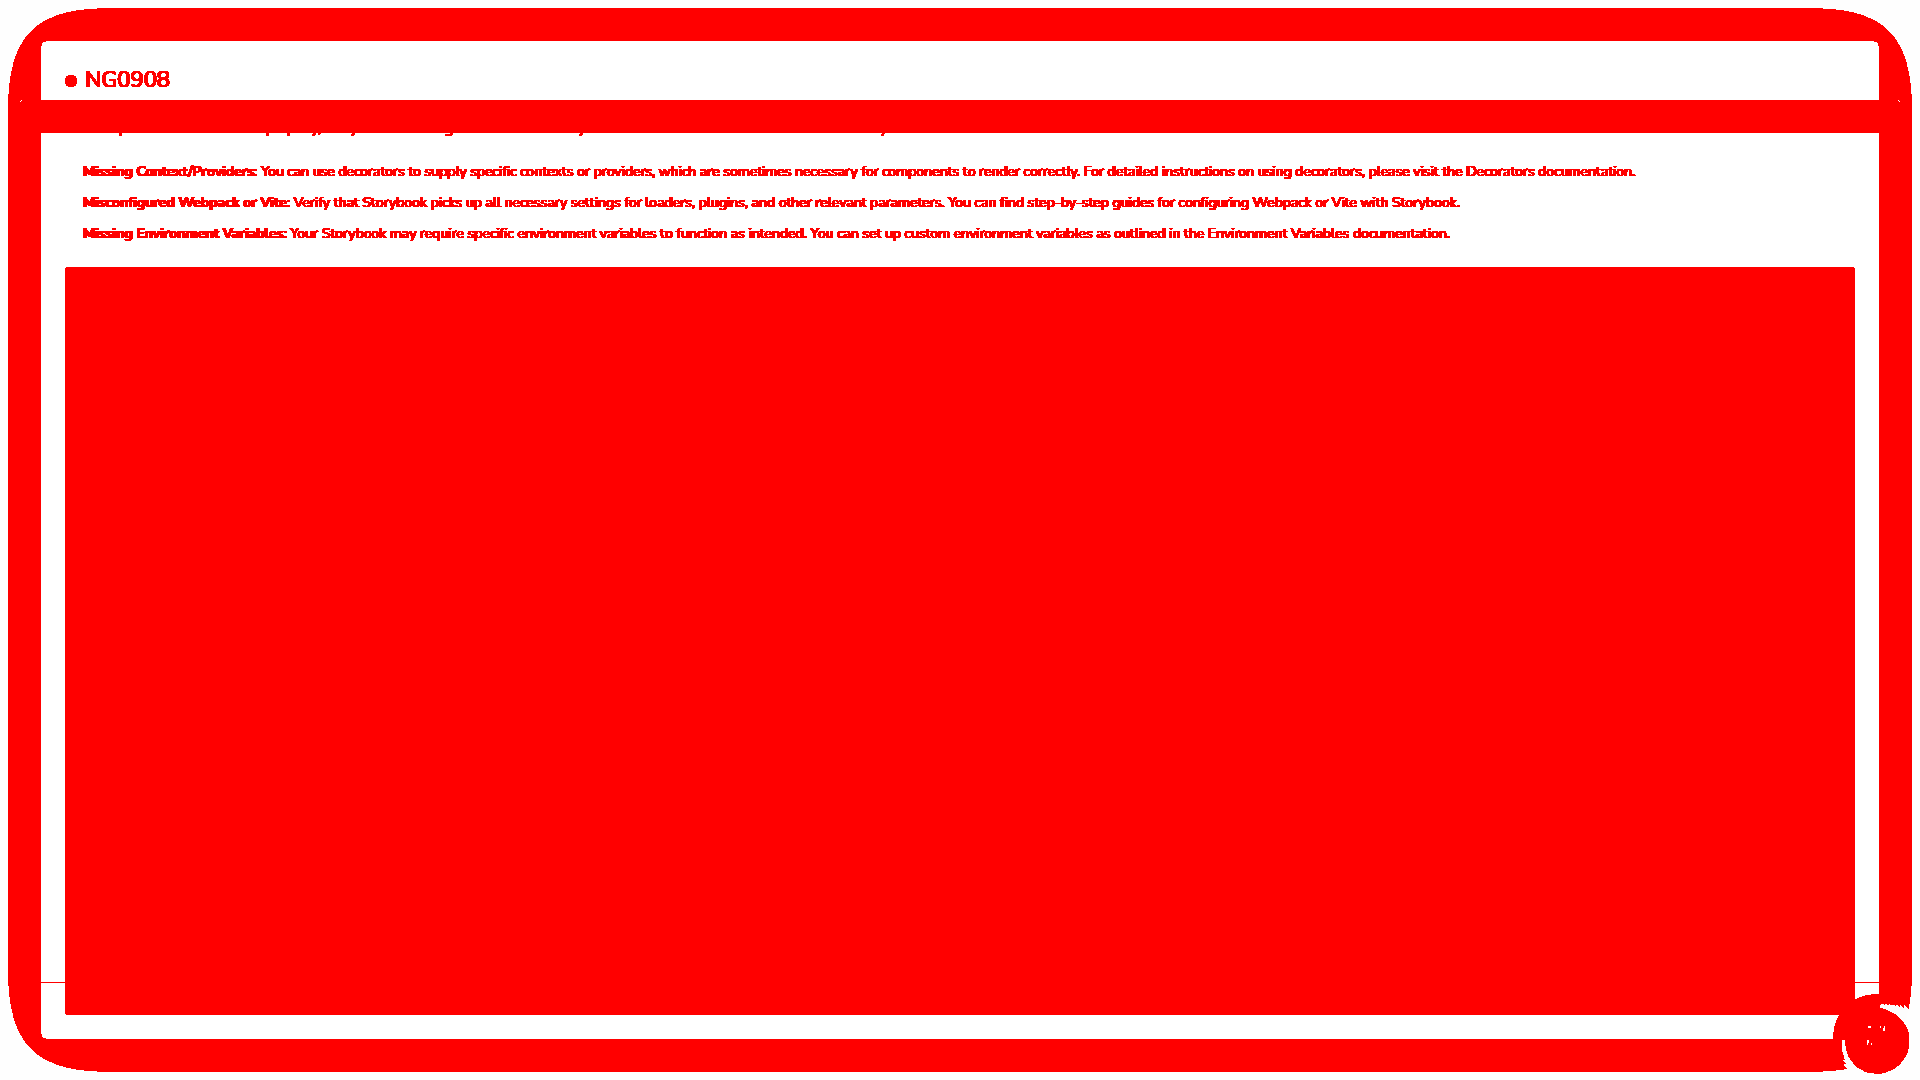 NG0908
Missing Context/Providers: You can use decorators to supply specific contexts or providers, which are sometimes necessary for components to render correctly. For detailed instructions on using decorators, please visit the Decorators documentation.
Misconfigured Webpack or Vite: Verify that Storybook picks up all necessary settings for loaders, plugins, and other relevant parameters. You can find step-by-step guides for configuring Webpack or Vite with Storybook.
Missing Environment Variables: Your Storybook may require specific environment variables to function as intended. You can set up custom environment variables as outlined in the Environment Variables documentation.